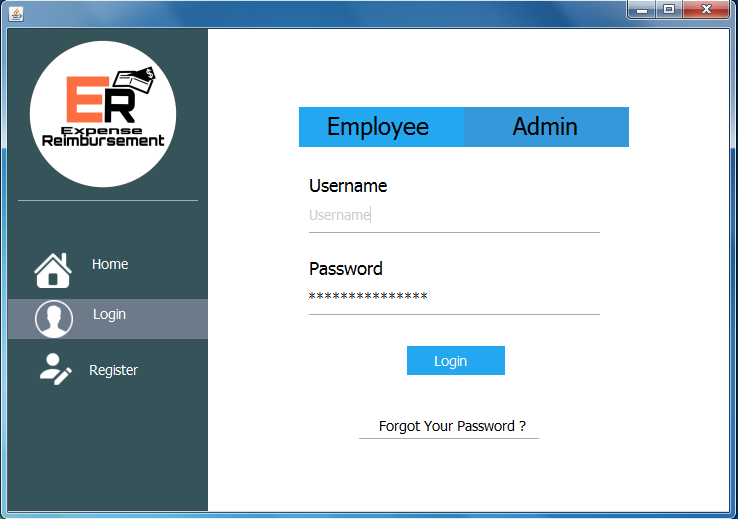 ER
Expense
Reimbursement
Home
Login
Register
Employee Admin
Username
Username
Password
***************
Login
Forgot Your Password ?